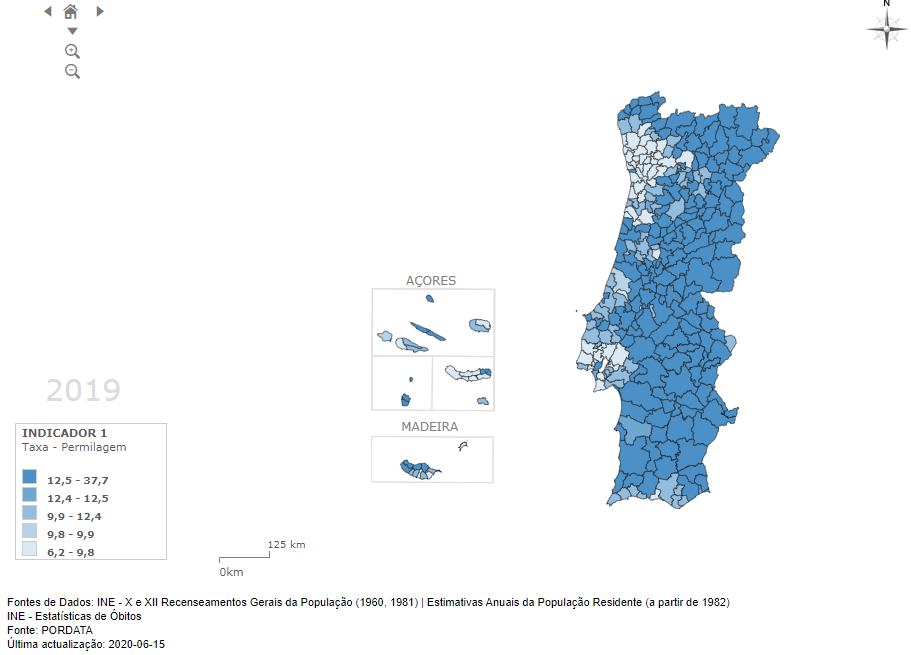 N
AÇORES
MADEIRA
2019
INDICADOR 1
Taxa - Permilagem
12,5 - 37,7
12,4 - 12,5
9,9 - 12,4
9,8 - 9,9
6,2 - 9,8
125 km
0km
Fontes de Dados: INE - X e XII Recenseamentos Gerais da População (1960, 1981) | Estimativas Anuais da População Residente (a partir de 1982)
INE - Estatísticas de Óbitos
Fonte: PORDATA
Última actualização: 2020-06-15